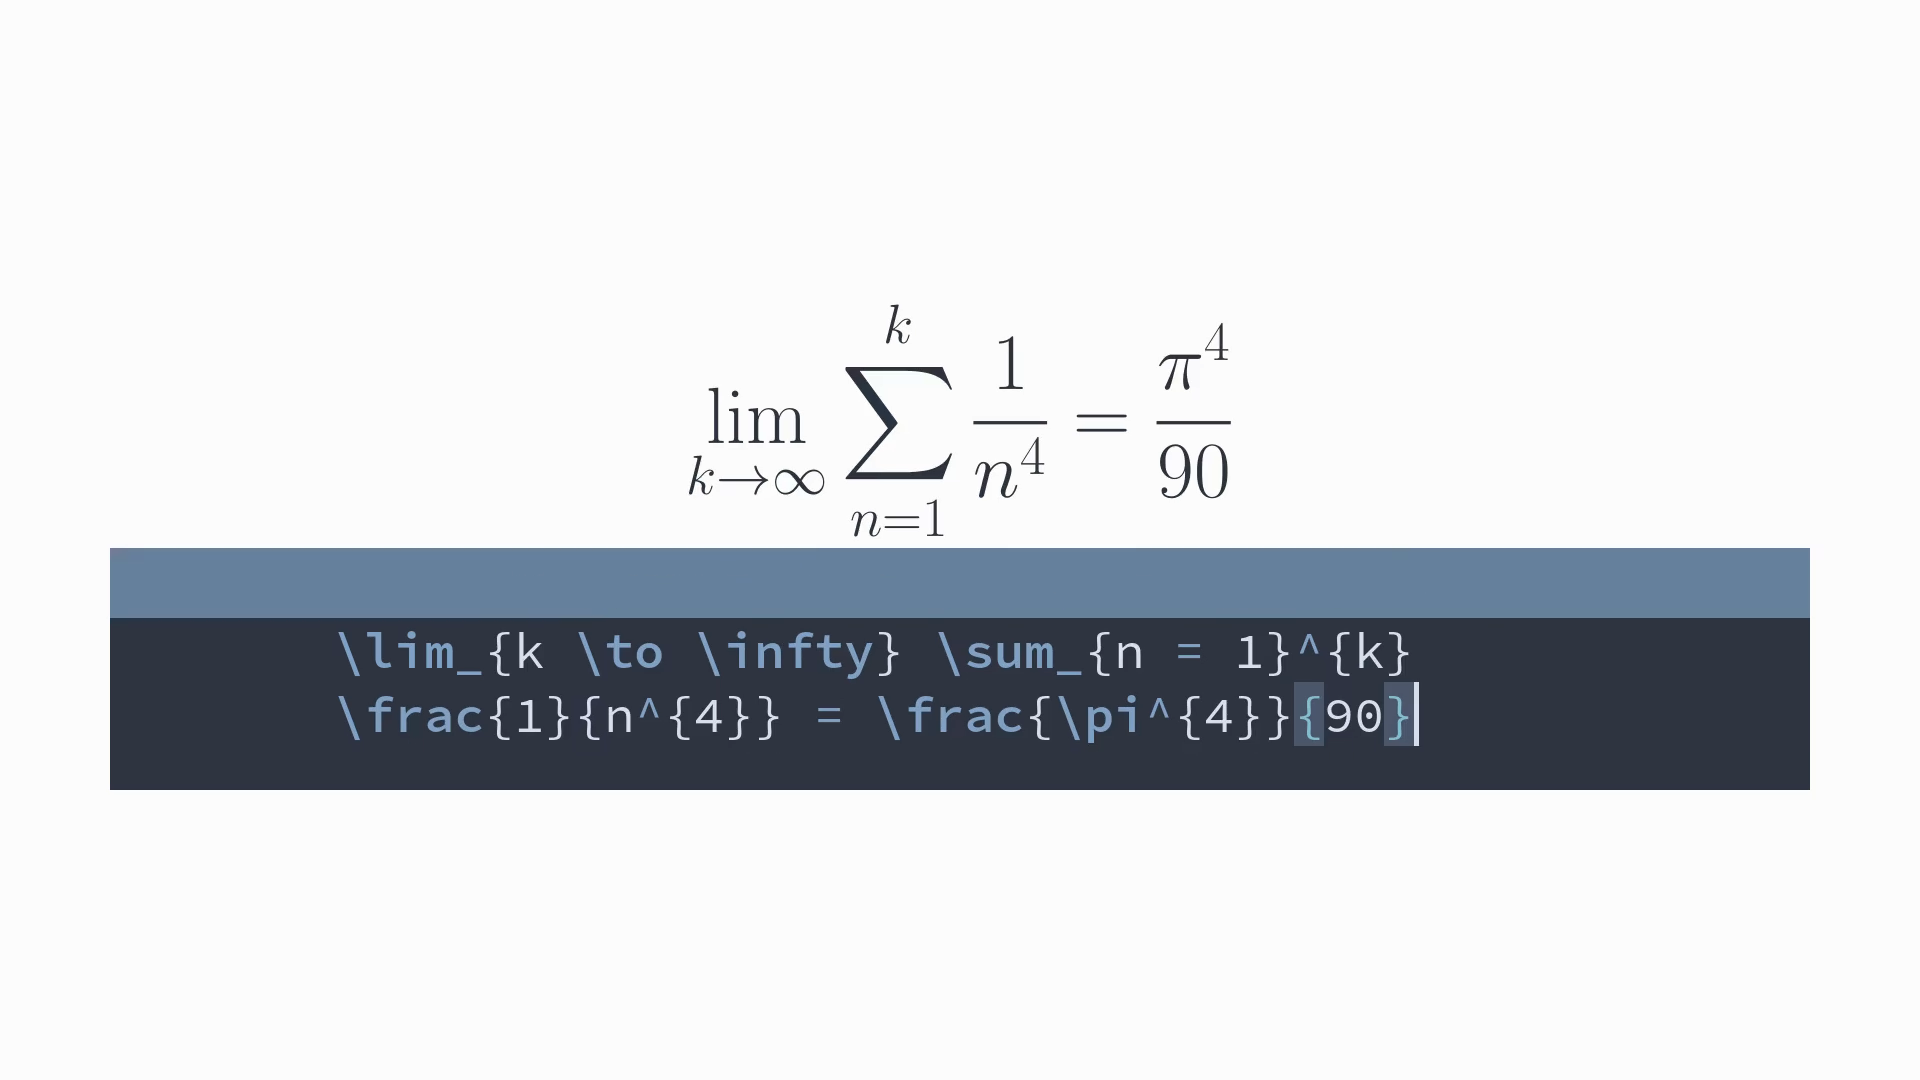 lim_{k→∞} ∑_{n=1}^{k} 1/n^4 = π^4/90
\lim_{k \to \infty} \sum_{n = 1}^{k}
\frac{1}{n^{4}} = \frac{\pi^{4}}{90}